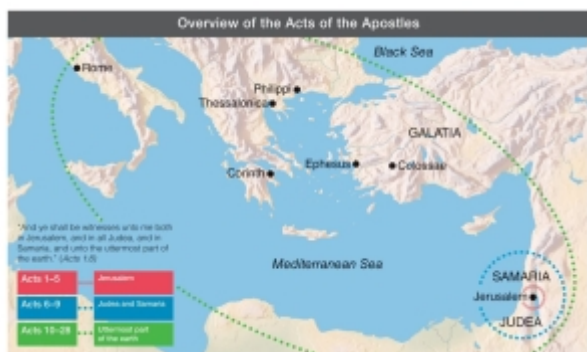 Overview of the Acts of the Apostles
Black Sea
Rome
Philippi
Thessalonica
GALATIA
Ephesus
Colossae
Corinth
"And ye shall be witnesses unto me both
in Jerusalem, and in all Judea, and in
Samaria, and unto the uttermost part of
the earth." (Acts 1:8)
Mediterranean Sea
SAMARIA
Jerusalem
JUDEA
Acts 1–5
Jerusalem
Acts 6–9
Judea and Samaria
Acts 10–28
Uttermost part
of the earth